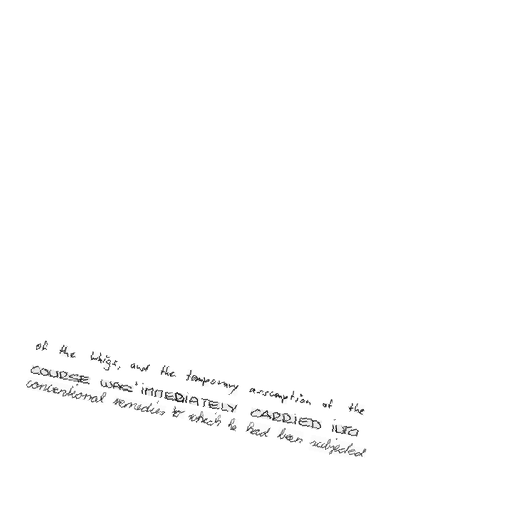 of the Whigs, and the temporary assumption of the
COURSE WAS IMMEDIATELY CARRIED INTO
conventional remedies to which he had been subjected